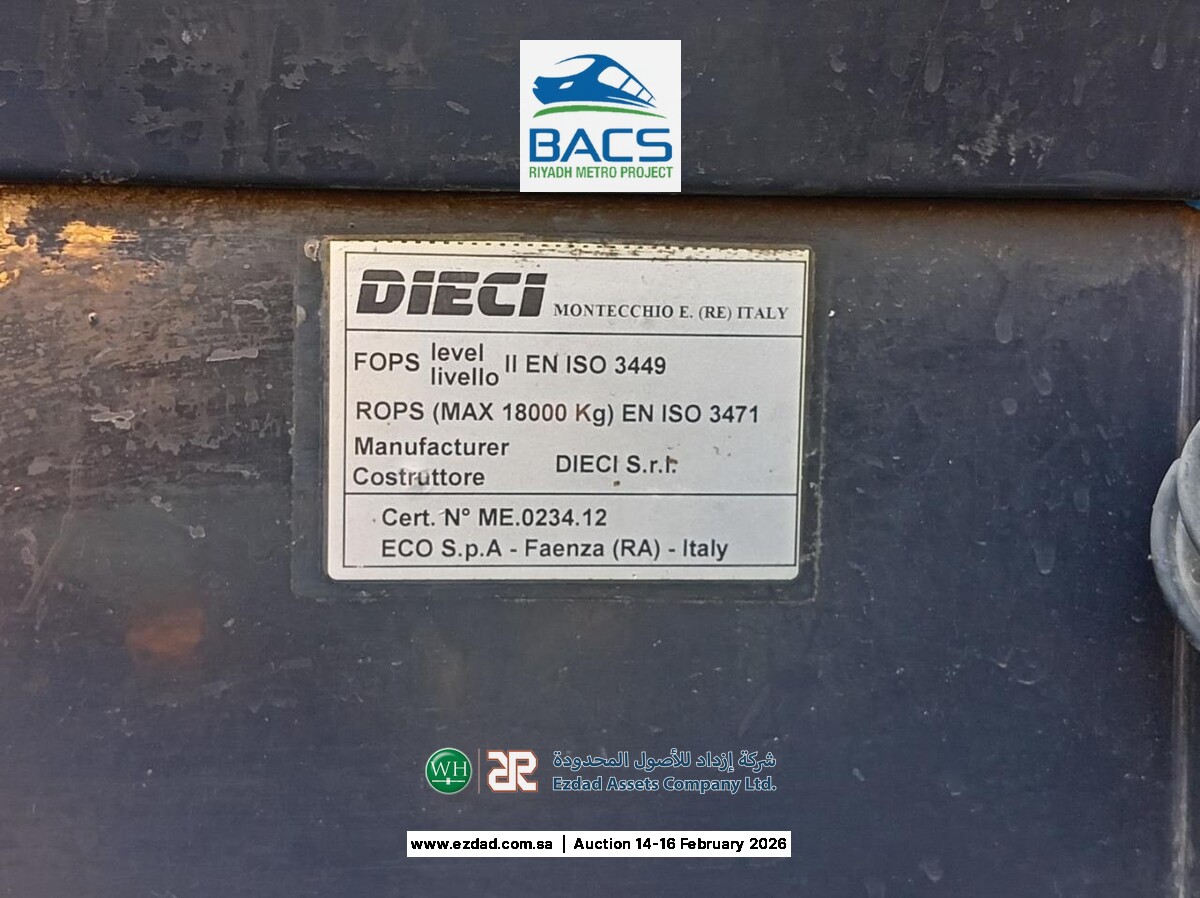 BACS
RIYADH METRO PROJECT
DIECI MONTECCHIO E. (RE) ITALY
FOPS level livello II EN ISO 3449
ROPS (MAX 18000 Kg) EN ISO 3471
Manufacturer
Costruttore DIECI S.r.l.
Cert. N° ME.0234.12
ECO S.p.A - Faenza (RA) - Italy
WH AR شركة إزداد للأصول المحدودة
Ezdad Assets Company Ltd.
www.ezdad.com.sa | Auction 14-16 February 2026